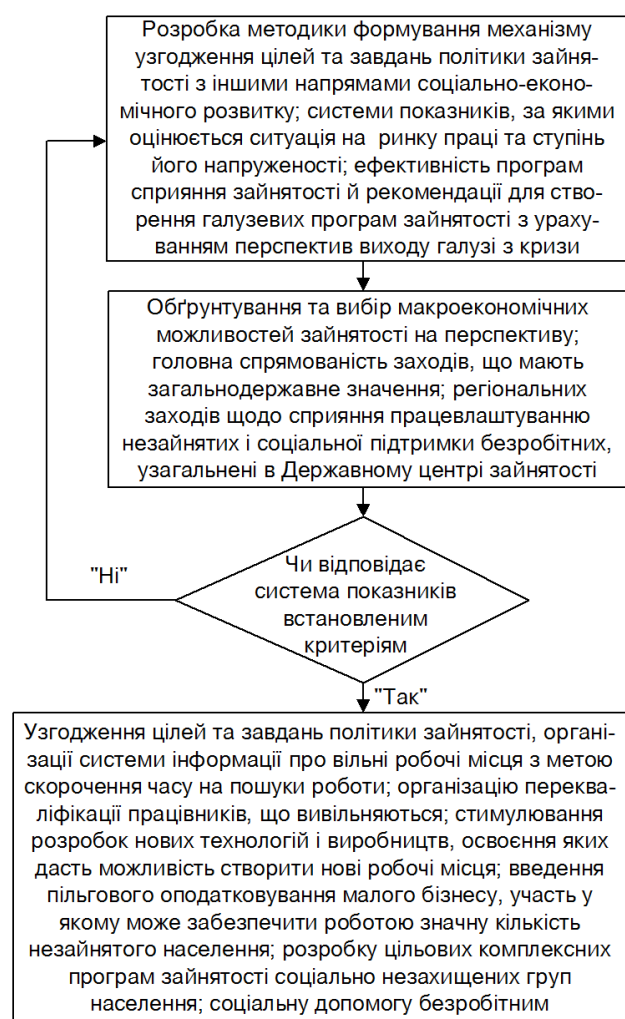 Розробка методики формування механізму
узгодження цілей та завдань політики зайня-
тості з іншими напрямами соціально-еконо-
мічного розвитку; системи показників, за якими
оцінюється ситуація на ринку праці та ступінь
його напруженості; ефективність програм
сприяння зайнятості й рекомендації для ство-
рення галузевих програм зайнятості з ураху-
ванням перспектив виходу галузі з кризи
Обґрунтування та вибір макроекономічних
можливостей зайнятості на перспективу;
головна спрямованість заходів, що мають
загальнодержавне значення; регіональних
заходів щодо сприяння працевлаштуванню
незайнятих і соціальної підтримки безробітних,
узагальнені в Державному центрі зайнятості
Чи відповідає
система показників
встановленим
критеріям
"Ні"
"Так"
Узгодження цілей та завдань політики зайнятості, органі-
зації системи інформації про вільні робочі місця з метою
скорочення часу на пошуки роботи; організацію переква-
ліфікації працівників, що вивільняються; стимулювання
розробок нових технологій і виробництв, освоєння яких
дасть можливість створити нові робочі місця; введення
пільгового оподатковування малого бізнесу, участь у
якому може забезпечити роботою значну кількість
незайнятого населення; розробку цільових комплексних
програм зайнятості соціально незахищених груп
населення; соціальну допомогу безробітним